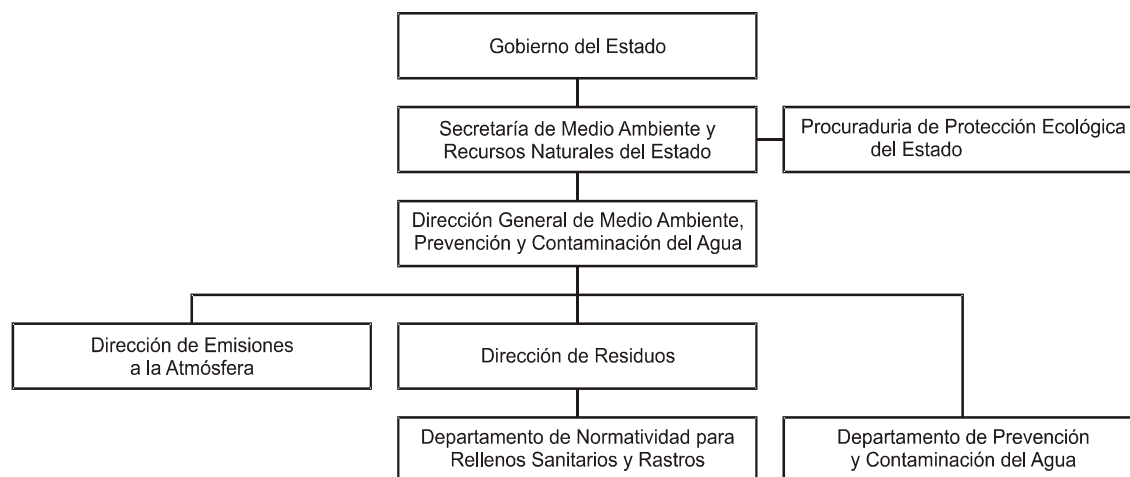 Gobierno del Estado
Secretaría de Medio Ambiente y
Recursos Naturales del Estado
Procuraduria de Protección Ecológica
del Estado
Dirección General de Medio Ambiente,
Prevención y Contaminación del Agua
Dirección de Emisiones
a la Atmósfera
Dirección de Residuos
Departamento de Normatividad para
Rellenos Sanitarios y Rastros
Departamento de Prevención
y Contaminación del Agua